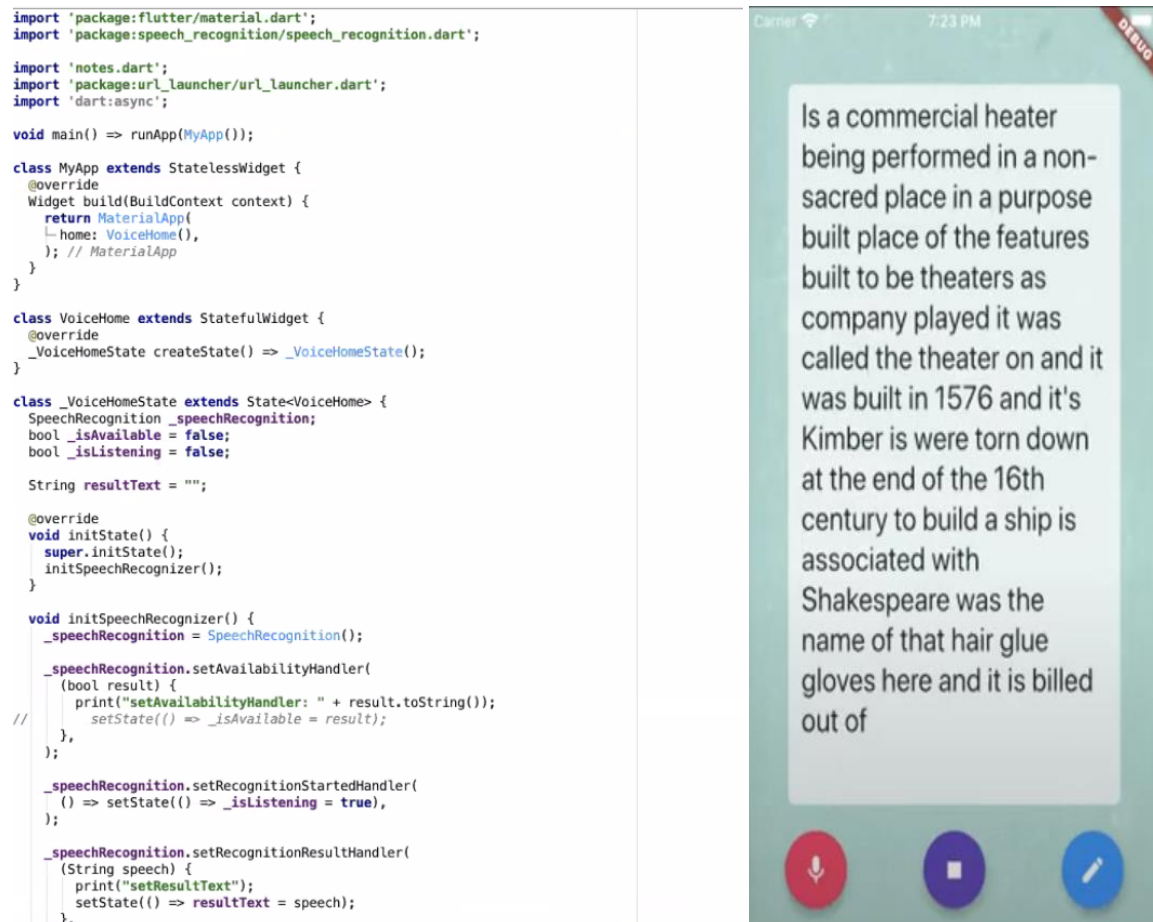 import 'package:flutter/material.dart';
import 'package:speech_recognition/speech_recognition.dart';
import 'notes.dart';
import 'package:url_launcher/url_launcher.dart';
import 'dart:async';
void main() => runApp(MyApp());
class MyApp extends StatelessWidget {
@override
Widget build(BuildContext context) {
return MaterialApp(
home: VoiceHome(),
); // MaterialApp
}
}
class VoiceHome extends StatefulWidget {
@override
_VoiceHomeState createState() => _VoiceHomeState();
}
class _VoiceHomeState extends State<VoiceHome> {
SpeechRecognition _speechRecognition;
bool _isAvailable = false;
bool _isListening = false;
String resultText = "";
@override
void initState() {
super.initState();
initSpeechRecognizer();
}
void initSpeechRecognizer() {
_speechRecognition = SpeechRecognition();
_speechRecognition.setAvailabilityHandler(
(bool result) {
print("setAvailabilityHandler: " + result.toString());
// setState(() => _isAvailable = result);
},
);
_speechRecognition.setRecognitionStartedHandler(
() => setState(() => _isListening = true),
);
_speechRecognition.setRecognitionResultHandler(
(String speech) {
print("setResultText");
setState(() => resultText = speech);
},
Carrier 7:23 PM
DEBUG
Is a commercial heater
being performed in a non-
sacred place in a purpose
built place of the features
built to be theaters as
company played it was
called the theater on and it
was built in 1576 and it's
Kimber is were torn down
at the end of the 16th
century to build a ship is
associated with
Shakespeare was the
name of that hair glue
gloves here and it is billed
out of